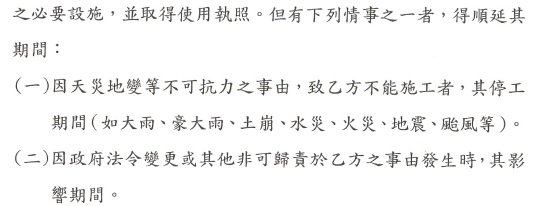 之必要設施，並取得使用執照。但有下列情事之一者，得順延其
期間：
(一)因天災地變等不可抗力之事由，致乙方不能施工者，其停工
期間(如大雨、豪大雨、土崩、水災、火災、地震、颱風等)。
(二)因政府法令變更或其他非可歸責於乙方之事由發生時，其影
響期間。